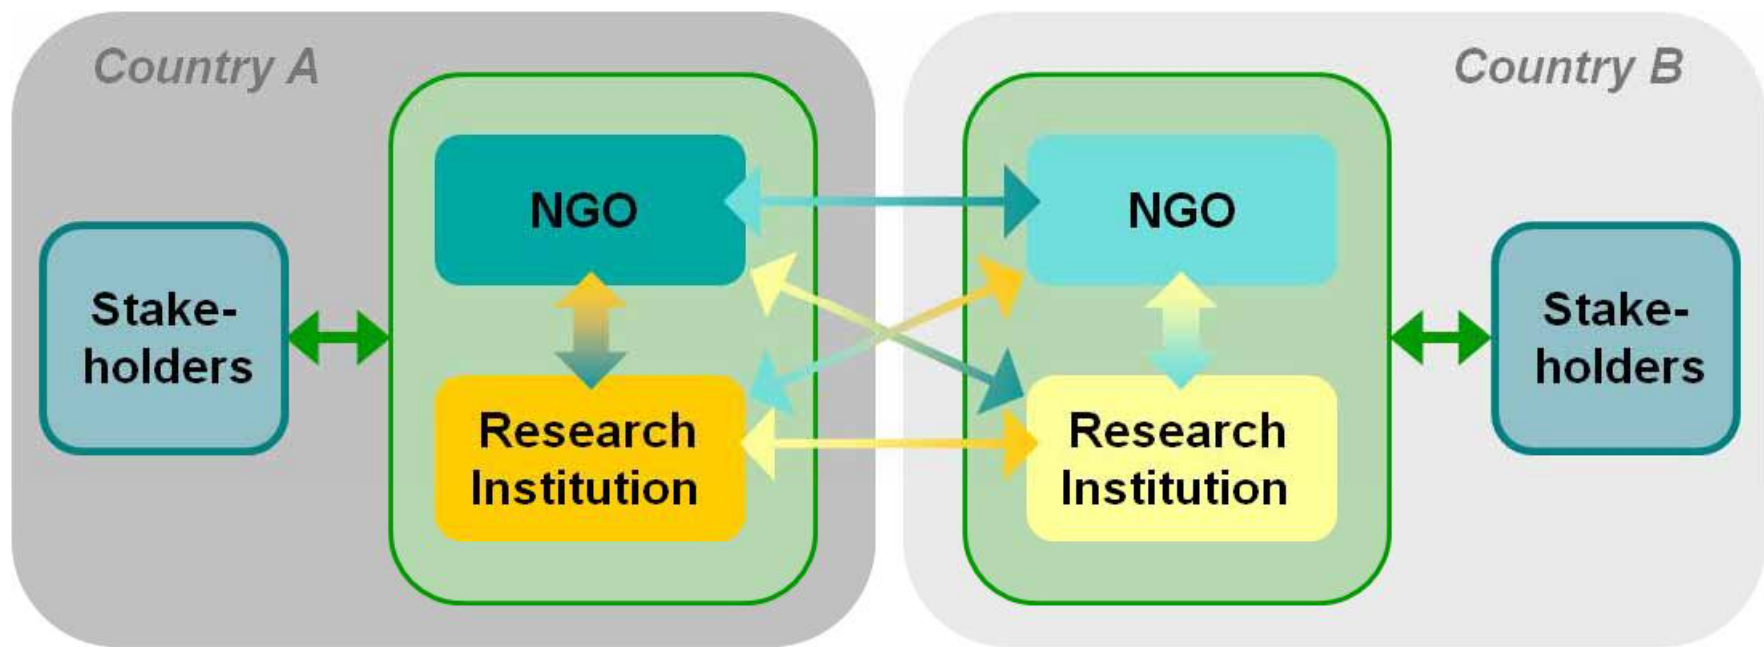 Country A
Country B
NGO
NGO
Stake-
holders
Stake-
holders
Research
Institution
Research
Institution